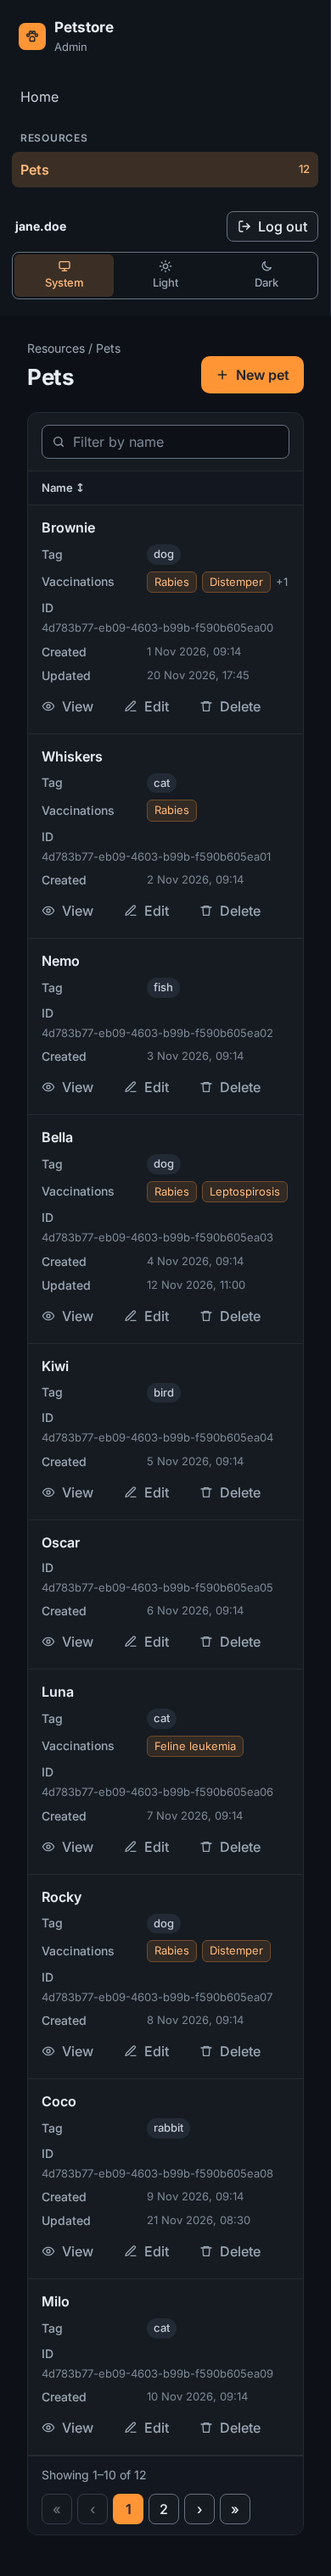 Petstore
Admin
Home
RESOURCES
Pets 12
jane.doe Log out
System Light Dark
Resources / Pets
Pets
New pet
Filter by name
Name ↕
Brownie
Tag dog
Vaccinations Rabies Distemper +1
ID
4d783b77-eb09-4603-b99b-f590b605ea00
Created 1 Nov 2026, 09:14
Updated 20 Nov 2026, 17:45
View Edit Delete
Whiskers
Tag cat
Vaccinations Rabies
ID
4d783b77-eb09-4603-b99b-f590b605ea01
Created 2 Nov 2026, 09:14
View Edit Delete
Nemo
Tag fish
ID
4d783b77-eb09-4603-b99b-f590b605ea02
Created 3 Nov 2026, 09:14
View Edit Delete
Bella
Tag dog
Vaccinations Rabies Leptospirosis
ID
4d783b77-eb09-4603-b99b-f590b605ea03
Created 4 Nov 2026, 09:14
Updated 12 Nov 2026, 11:00
View Edit Delete
Kiwi
Tag bird
ID
4d783b77-eb09-4603-b99b-f590b605ea04
Created 5 Nov 2026, 09:14
View Edit Delete
Oscar
ID
4d783b77-eb09-4603-b99b-f590b605ea05
Created 6 Nov 2026, 09:14
View Edit Delete
Luna
Tag cat
Vaccinations Feline leukemia
ID
4d783b77-eb09-4603-b99b-f590b605ea06
Created 7 Nov 2026, 09:14
View Edit Delete
Rocky
Tag dog
Vaccinations Rabies Distemper
ID
4d783b77-eb09-4603-b99b-f590b605ea07
Created 8 Nov 2026, 09:14
View Edit Delete
Coco
Tag rabbit
ID
4d783b77-eb09-4603-b99b-f590b605ea08
Created 9 Nov 2026, 09:14
Updated 21 Nov 2026, 08:30
View Edit Delete
Milo
Tag cat
ID
4d783b77-eb09-4603-b99b-f590b605ea09
Created 10 Nov 2026, 09:14
View Edit Delete
Showing 1–10 of 12
« ‹ 1 2 › »